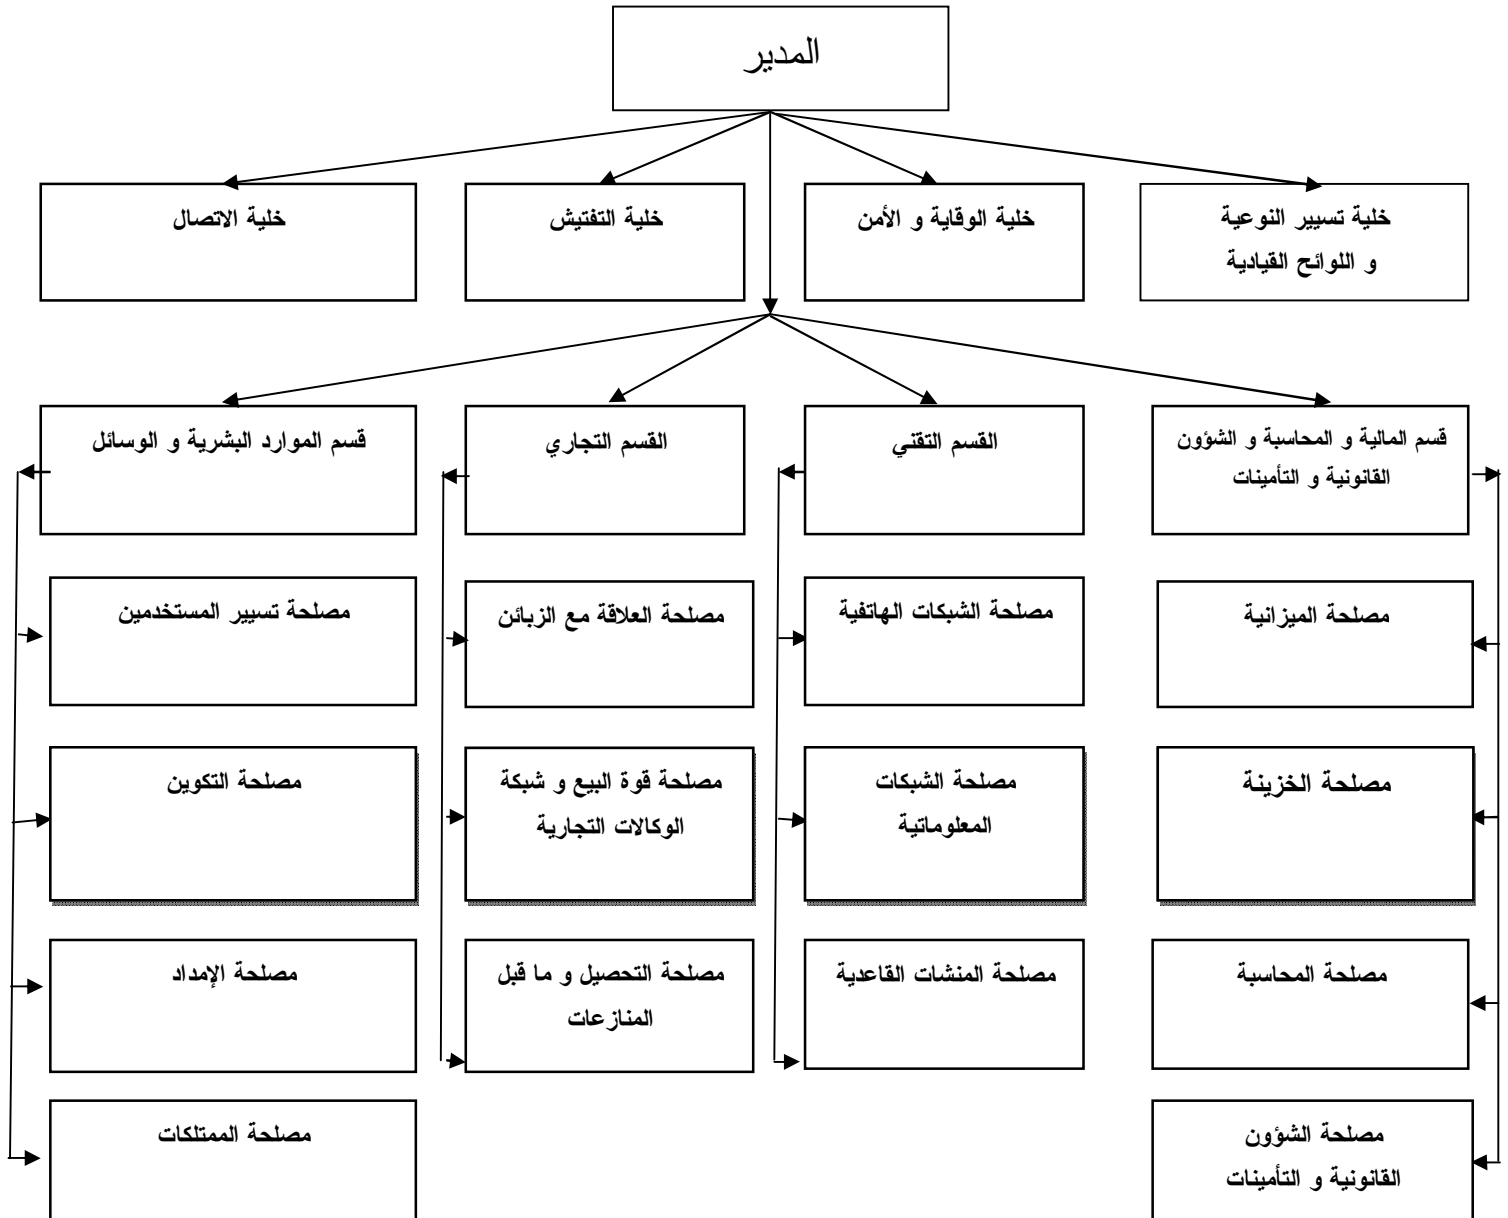 المدير
خلية تسيير النوعية
و اللوائح القيادية
خلية الوقاية و الأمن
خلية التفتيش
خلية الاتصال
قسم المالية و المحاسبة و الشؤون
القانونية و التأمينات
القسم التقني
القسم التجاري
قسم الموارد البشرية و الوسائل
مصلحة الميزانية
مصلحة الشبكات الهاتفية
مصلحة العلاقة مع الزبائن
مصلحة تسيير المستخدمين
مصلحة الخزينة
مصلحة الشبكات
المعلوماتية
مصلحة قوة البيع و شبكة
الوكالات التجارية
مصلحة التكوين
مصلحة المحاسبة
مصلحة المنشات القاعدية
مصلحة التحصيل و ما قبل
المنازعات
مصلحة الإمداد
مصلحة الشؤون
القانونية و التأمينات
مصلحة الممتلكات